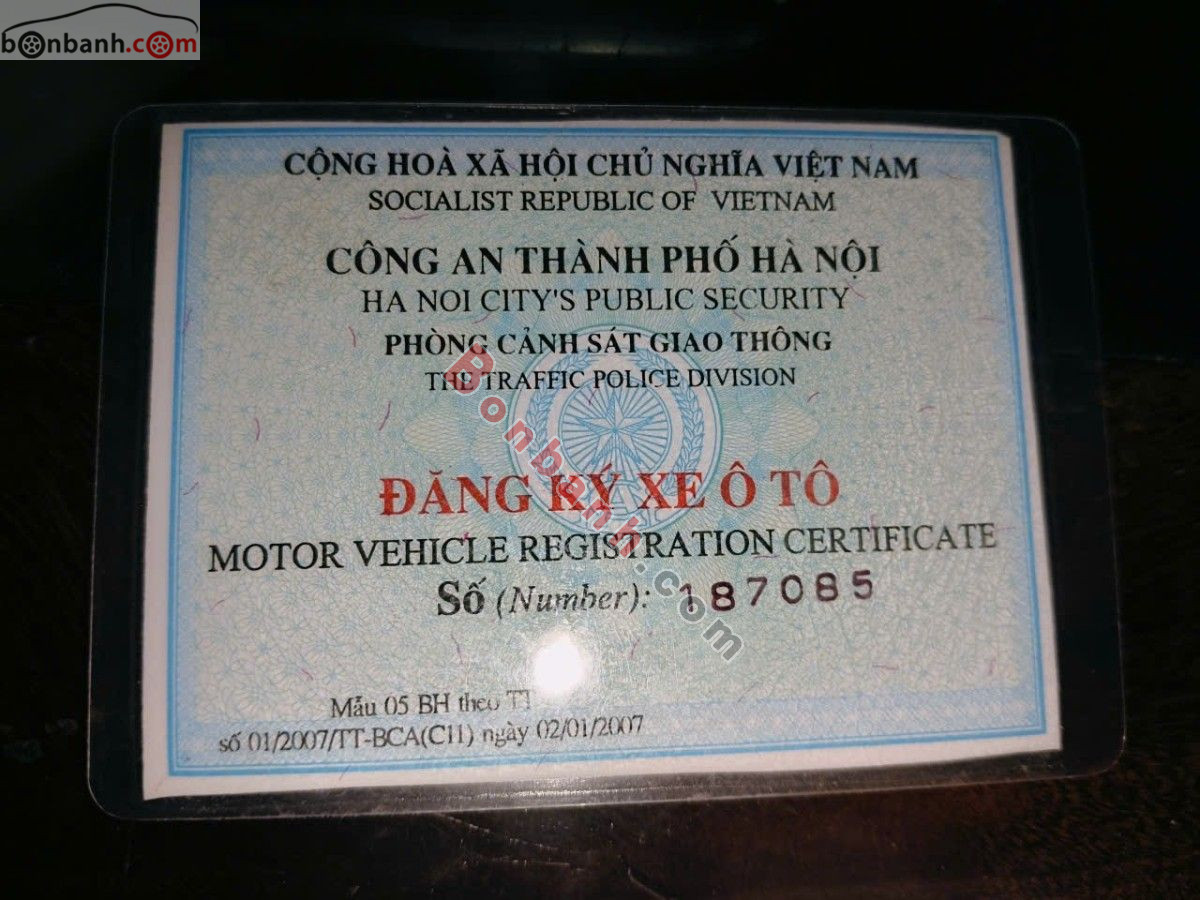 bonbanh.com
CỘNG HOÀ XÃ HỘI CHỦ NGHĨA VIỆT NAM
SOCIALIST REPUBLIC OF VIETNAM
CÔNG AN THÀNH PHỐ HÀ NỘI
HA NOI CITY'S PUBLIC SECURITY
PHÒNG CẢNH SÁT GIAO THÔNG
THE TRAFFIC POLICE DIVISION
ĐĂNG KÝ XE Ô TÔ
MOTOR VEHICLE REGISTRATION CERTIFICATE
Số (Number): 187085
Bonbanh.com
Mẫu 05 BH theo TT
số 01/2007/TT-BCA(C11) ngày 02/01/2007